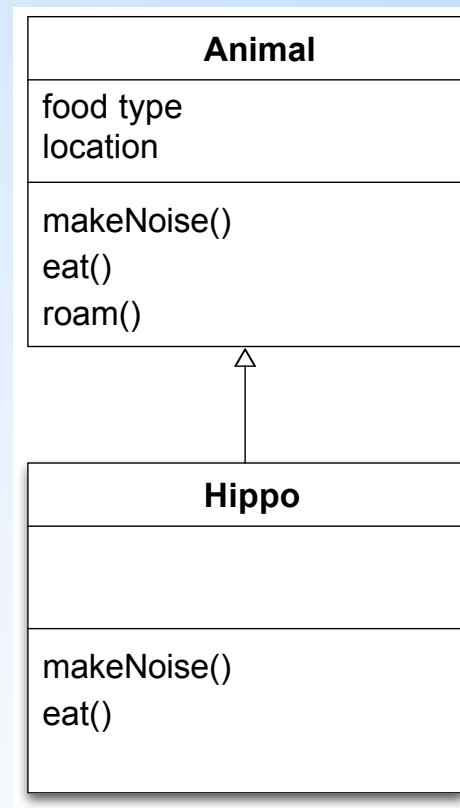 Animal
food type
location
makeNoise()
eat()
roam()
Hippo
makeNoise()
eat()